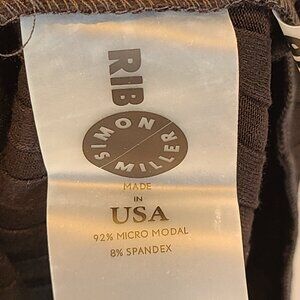 RIB
SIMON
MILLER
MADE
IN
USA
92% MICRO MODAL
8% SPANDEX